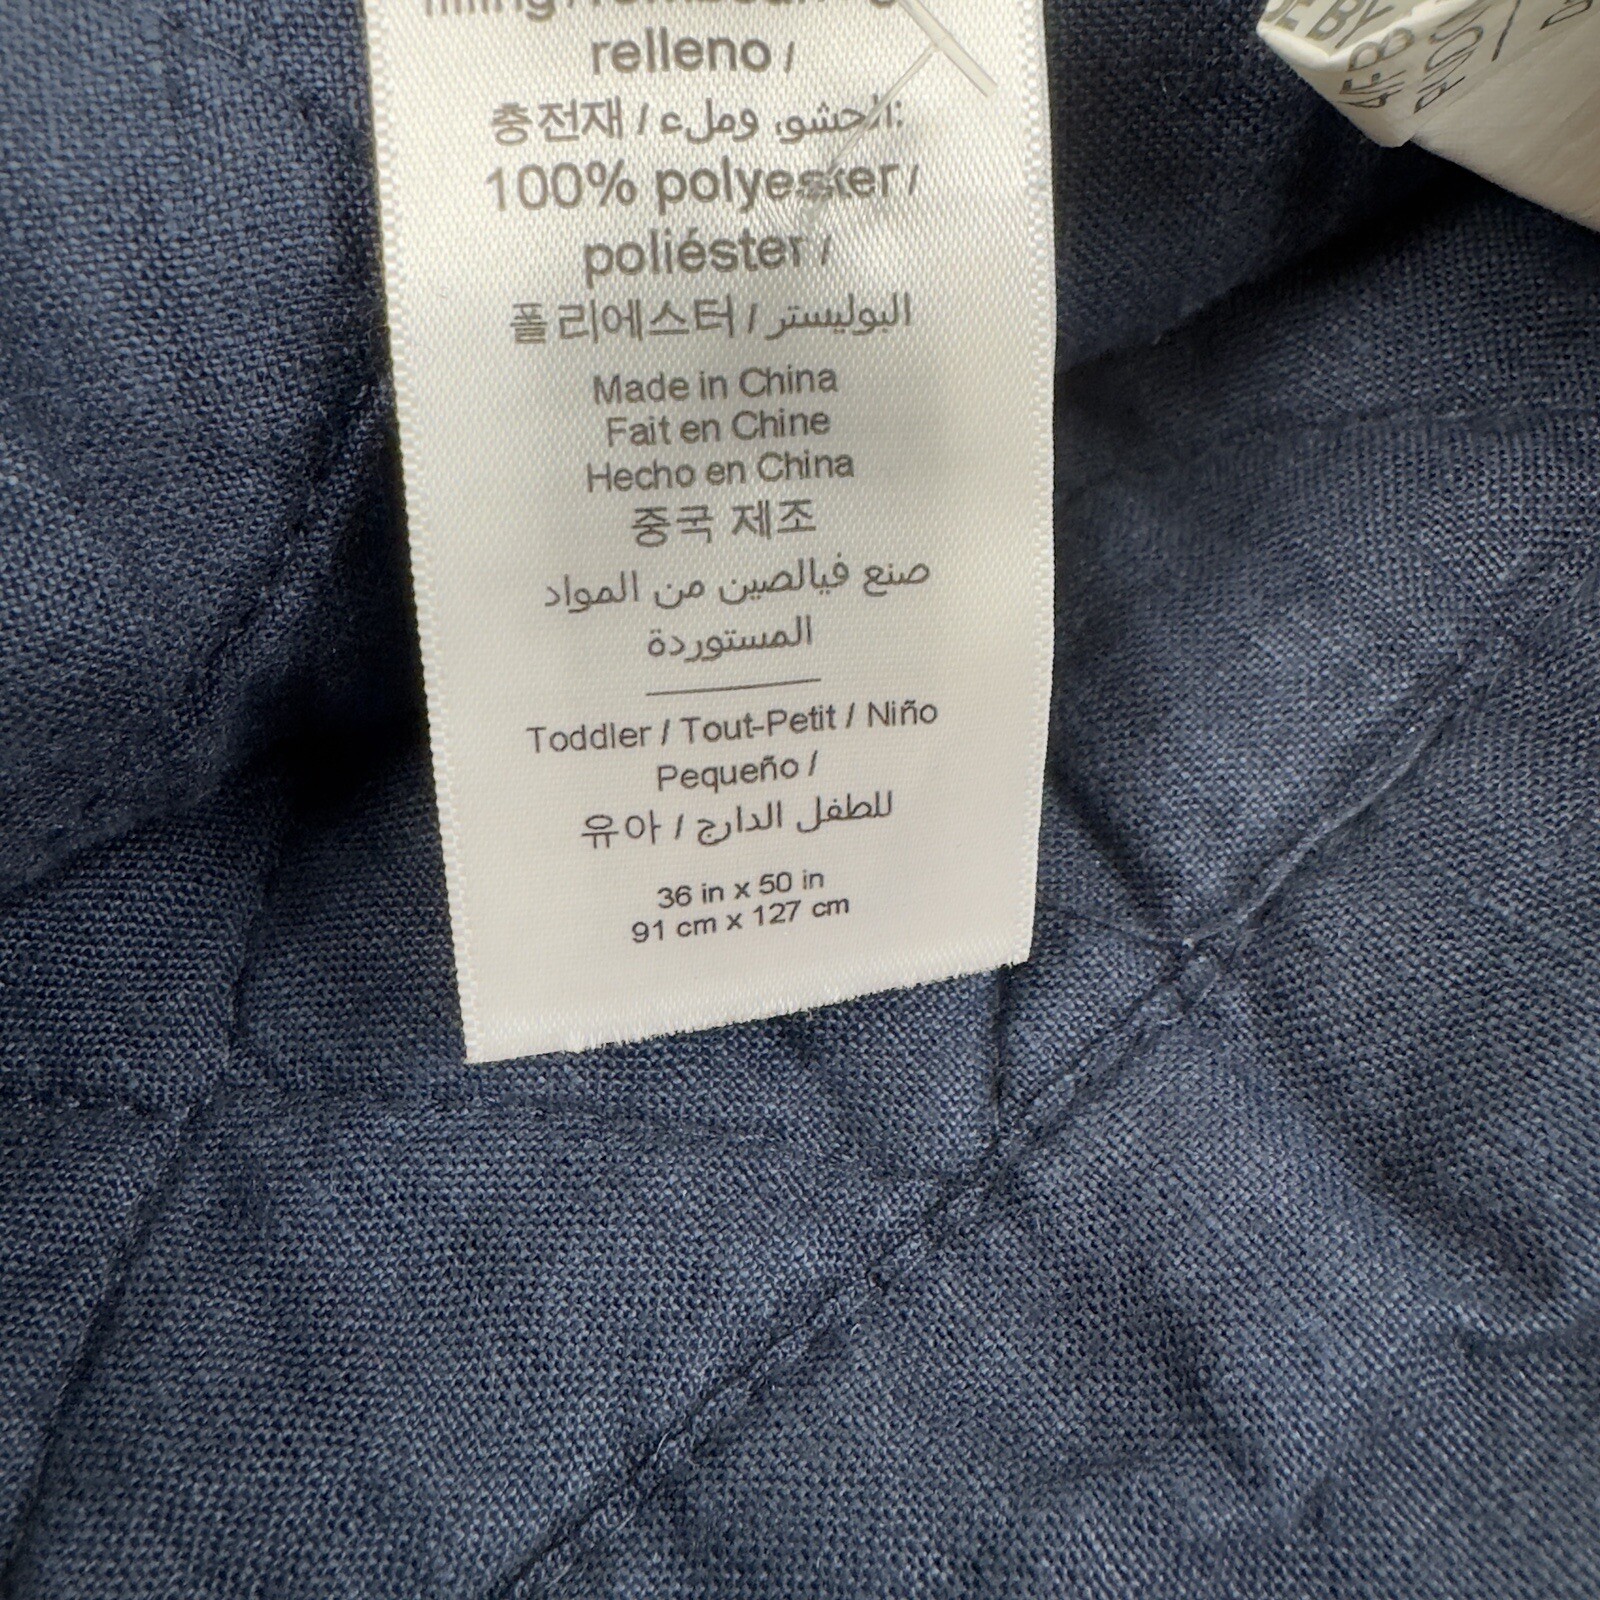 relleno /
충전재 / الحشو، وملء:
100% polyester /
poliéster /
폴리에스터 / البوليستر
Made in China
Fait en Chine
Hecho en China
중국 제조
صنع فيالصين من المواد
المستوردة
Toddler / Tout-Petit / Niño
Pequeño /
유아 / للطفل الدارج
36 in x 50 in
91 cm x 127 cm
BY